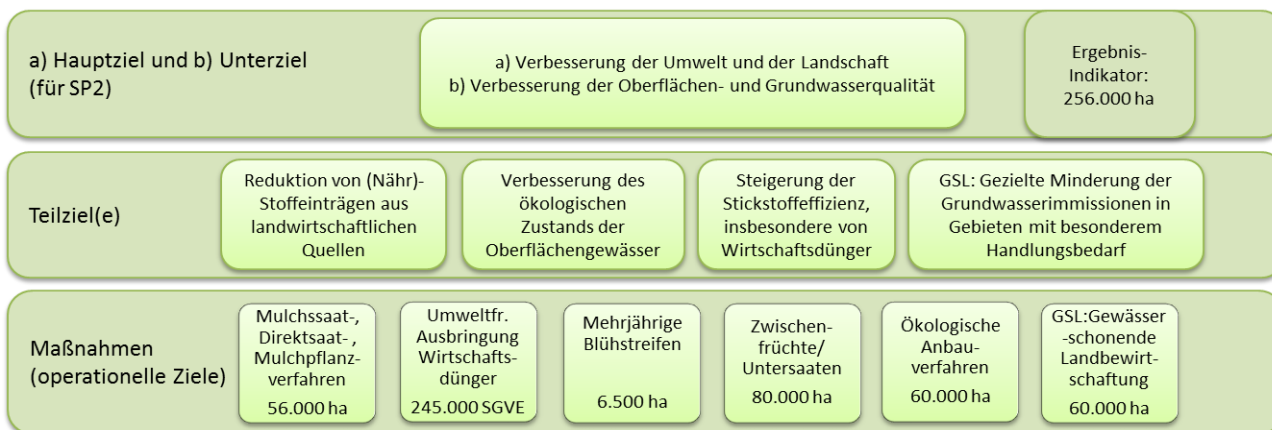 a) Hauptziel und b) Unterziel
(für SP2)
a) Verbesserung der Umwelt und der Landschaft
b) Verbesserung der Oberflächen- und Grundwasserqualität
Ergebnis-
Indikator:
256.000 ha
Teilziel(e)
Reduktion von (Nähr)-
Stoffeinträgen aus
landwirtschaftlichen
Quellen
Verbesserung des
ökologischen
Zustands der
Oberflächengewässer
Steigerung der
Stickstoffeffizienz,
insbesondere von
Wirtschaftsdünger
GSL: Gezielte Minderung der
Grundwasserimmissionen in
Gebieten mit besonderem
Handlungsbedarf
Maßnahmen
(operationelle Ziele)
Mulchssaat-,
Direktsaat- ,
Mulchpflanz-
verfahren
56.000 ha
Umweltfr.
Ausbringung
Wirtschafts-
dünger
245.000 SGVE
Mehrjährige
Blühstreifen
6.500 ha
Zwischen-
früchte/
Untersaaten
80.000 ha
Ökologische
Anbau-
verfahren
60.000 ha
GSL:Gewässer
-schonende
Landbewirt-
schaftung
60.000 ha